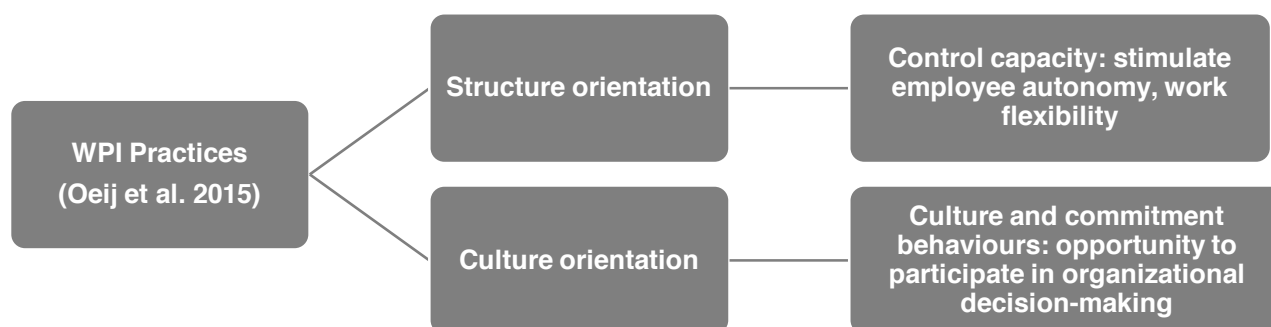 WPI Practices
(Oeij et al. 2015)
Structure orientation
Control capacity: stimulate
employee autonomy, work
flexibility
Culture orientation
Culture and commitment
behaviours: opportunity to
participate in organizational
decision-making